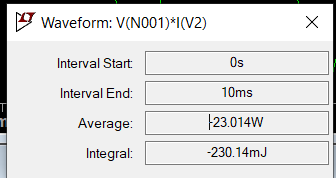 Waveform: V(N001)*I(V2)
Interval Start: 0s
Interval End: 10ms
Average: -23.014W
Integral: -230.14mJ